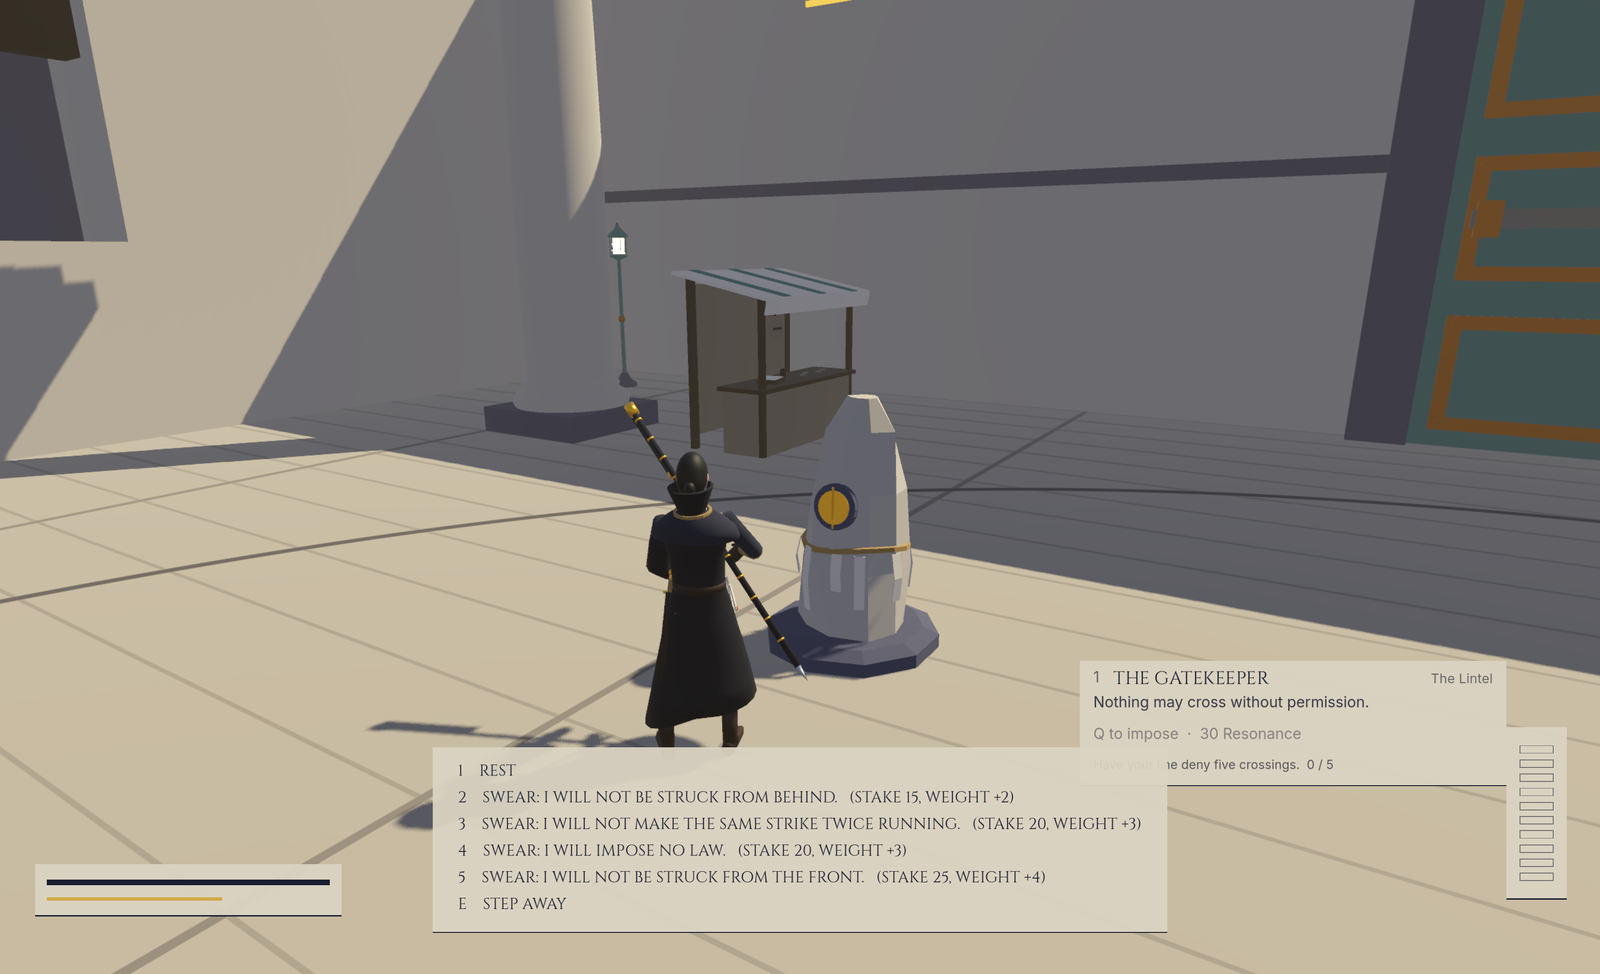 1 THE GATEKEEPER The Lintel
Nothing may cross without permission.
Q to impose · 30 Resonance
Have your line deny five crossings. 0 / 5
1 REST
2 SWEAR: I WILL NOT BE STRUCK FROM BEHIND. (STAKE 15, WEIGHT +2)
3 SWEAR: I WILL NOT MAKE THE SAME STRIKE TWICE RUNNING. (STAKE 20, WEIGHT +3)
4 SWEAR: I WILL IMPOSE NO LAW. (STAKE 20, WEIGHT +3)
5 SWEAR: I WILL NOT BE STRUCK FROM THE FRONT. (STAKE 25, WEIGHT +4)
E STEP AWAY